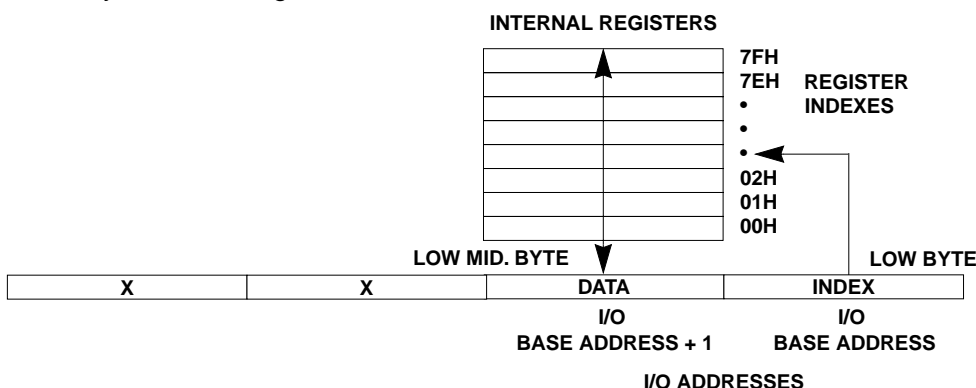 INTERNAL REGISTERS
7FH
7EH
REGISTER
INDEXES
•
•
•
02H
01H
00H
LOW MID. BYTE
LOW BYTE
X X DATA INDEX
I/O
BASE ADDRESS + 1
I/O
BASE ADDRESS
I/O ADDRESSES